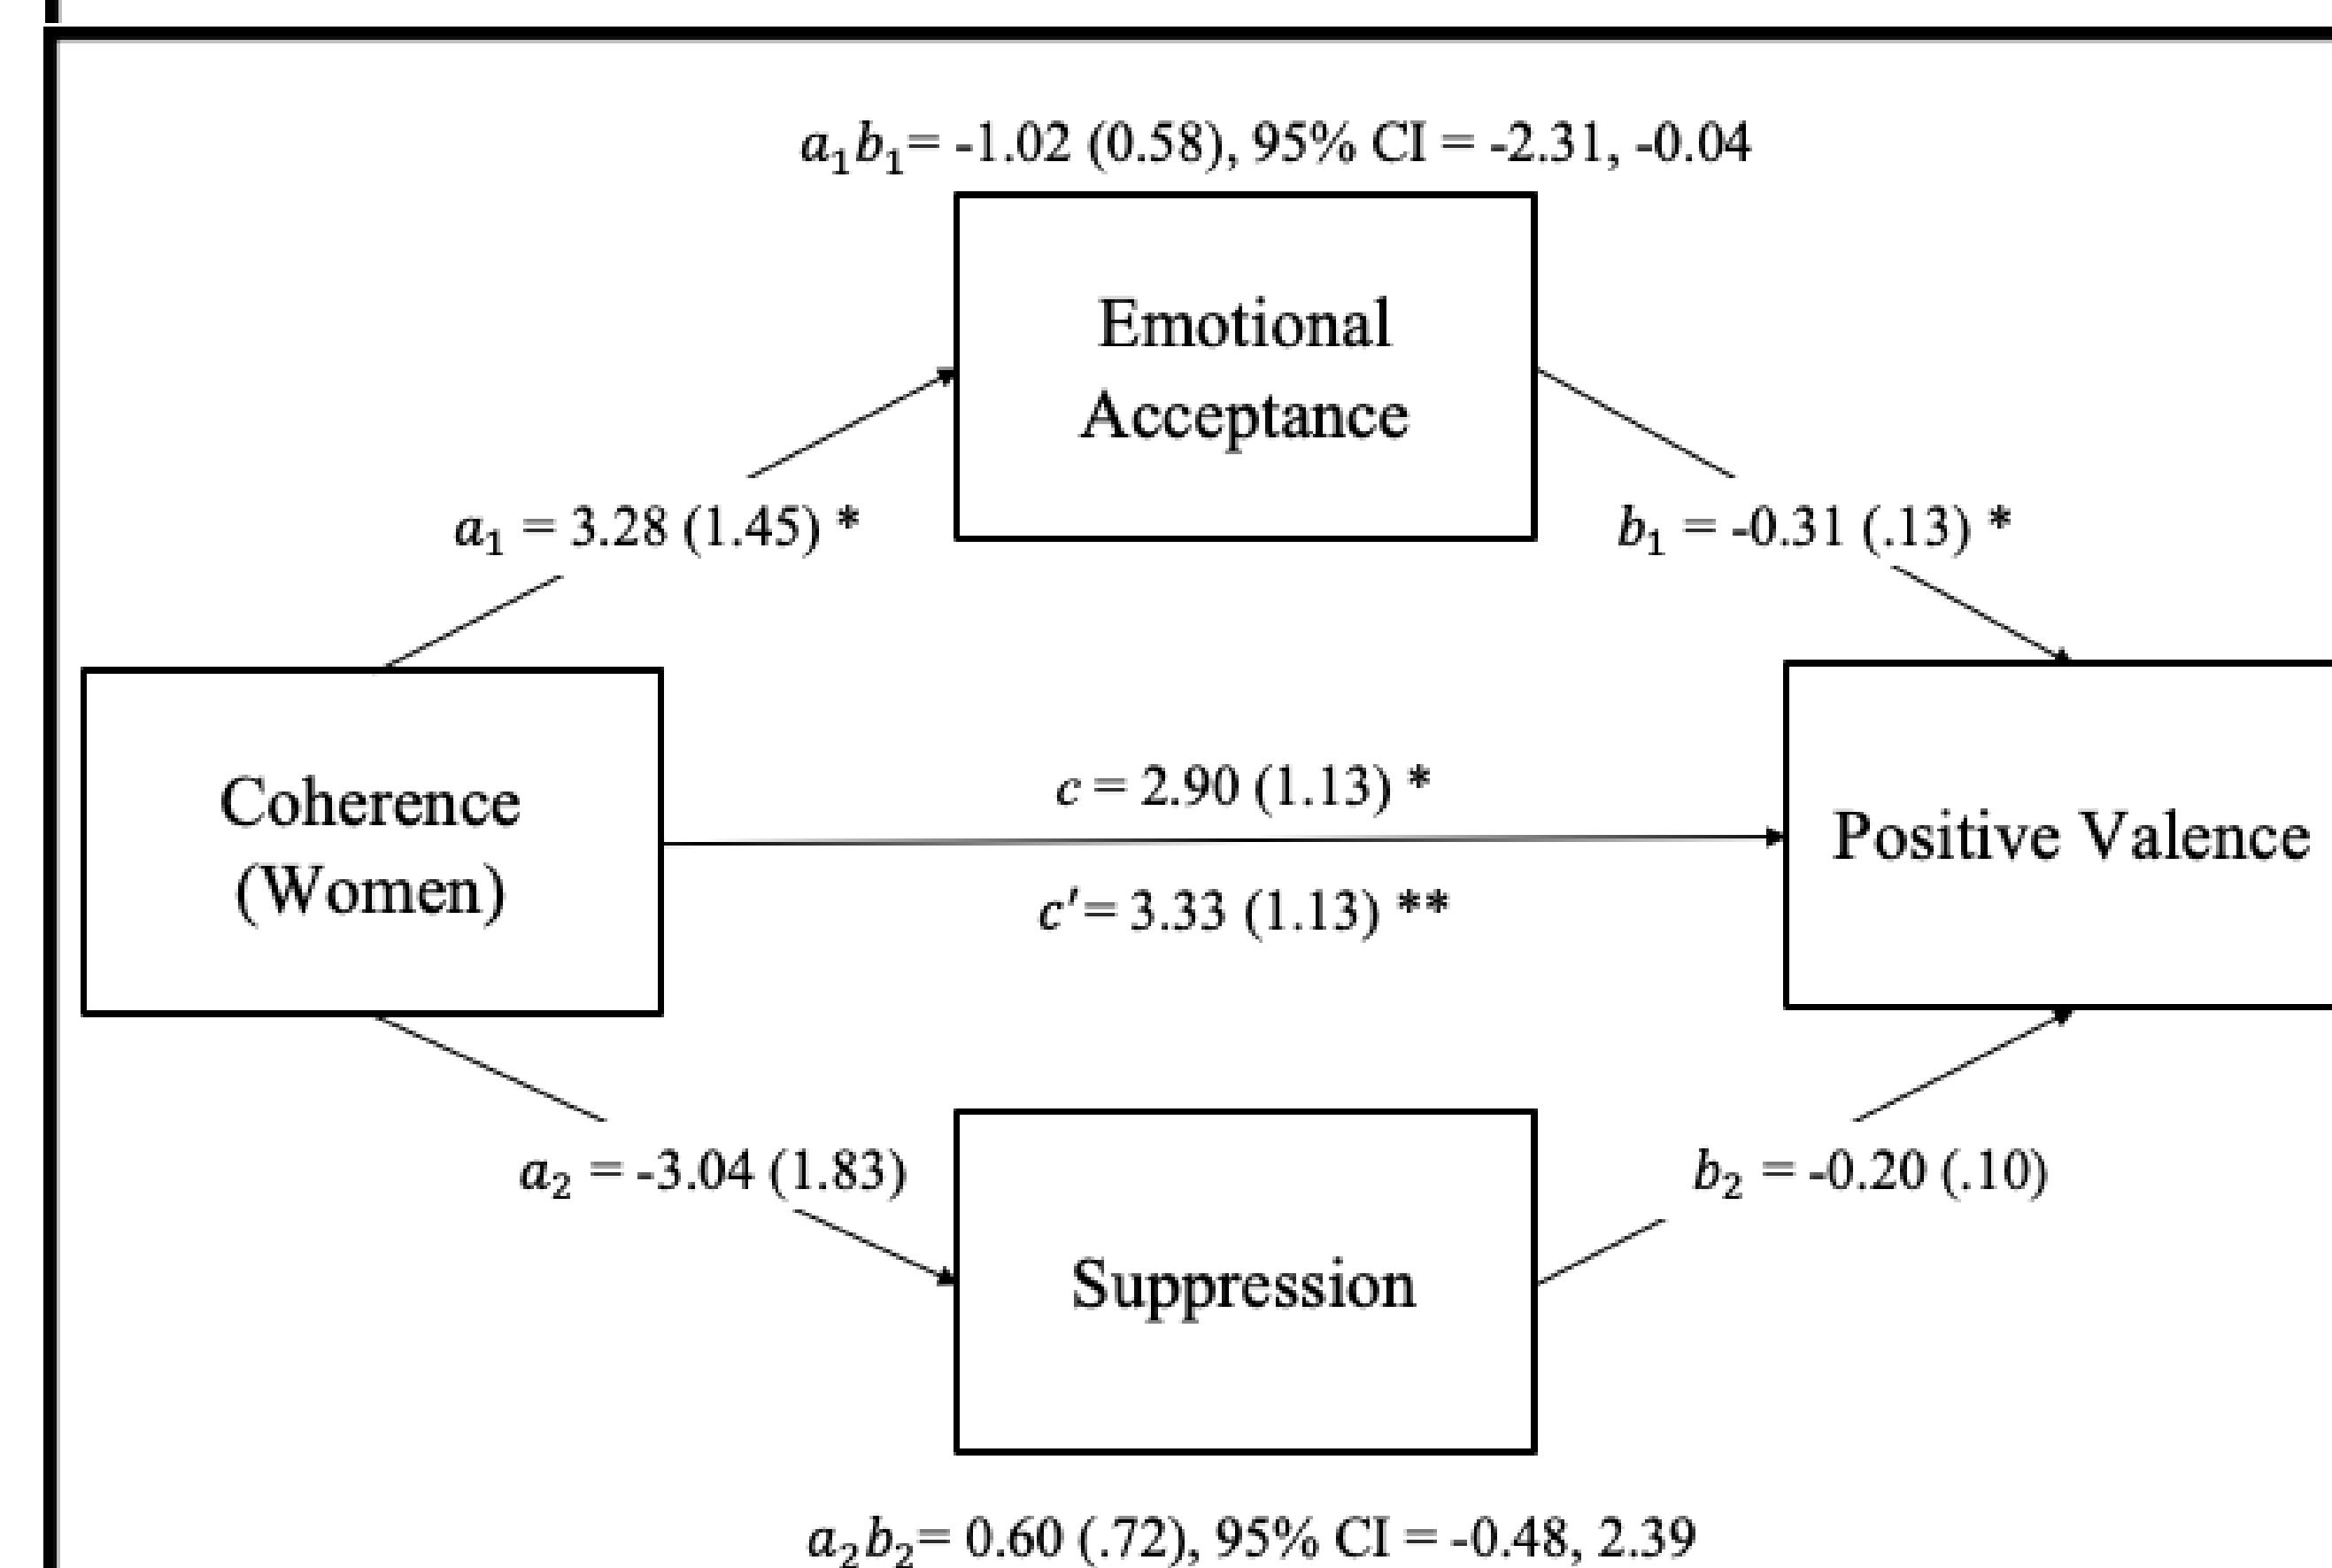 a₁b₁= -1.02 (0.58), 95% CI = -2.31, -0.04
Emotional
Acceptance
a₁ = 3.28 (1.45) *
b₁ = -0.31 (.13) *
Coherence
(Women)
c = 2.90 (1.13) *
c′= 3.33 (1.13) **
Positive Valence
a₂ = -3.04 (1.83)
b₂ = -0.20 (.10)
Suppression
a₂b₂= 0.60 (.72), 95% CI = -0.48, 2.39